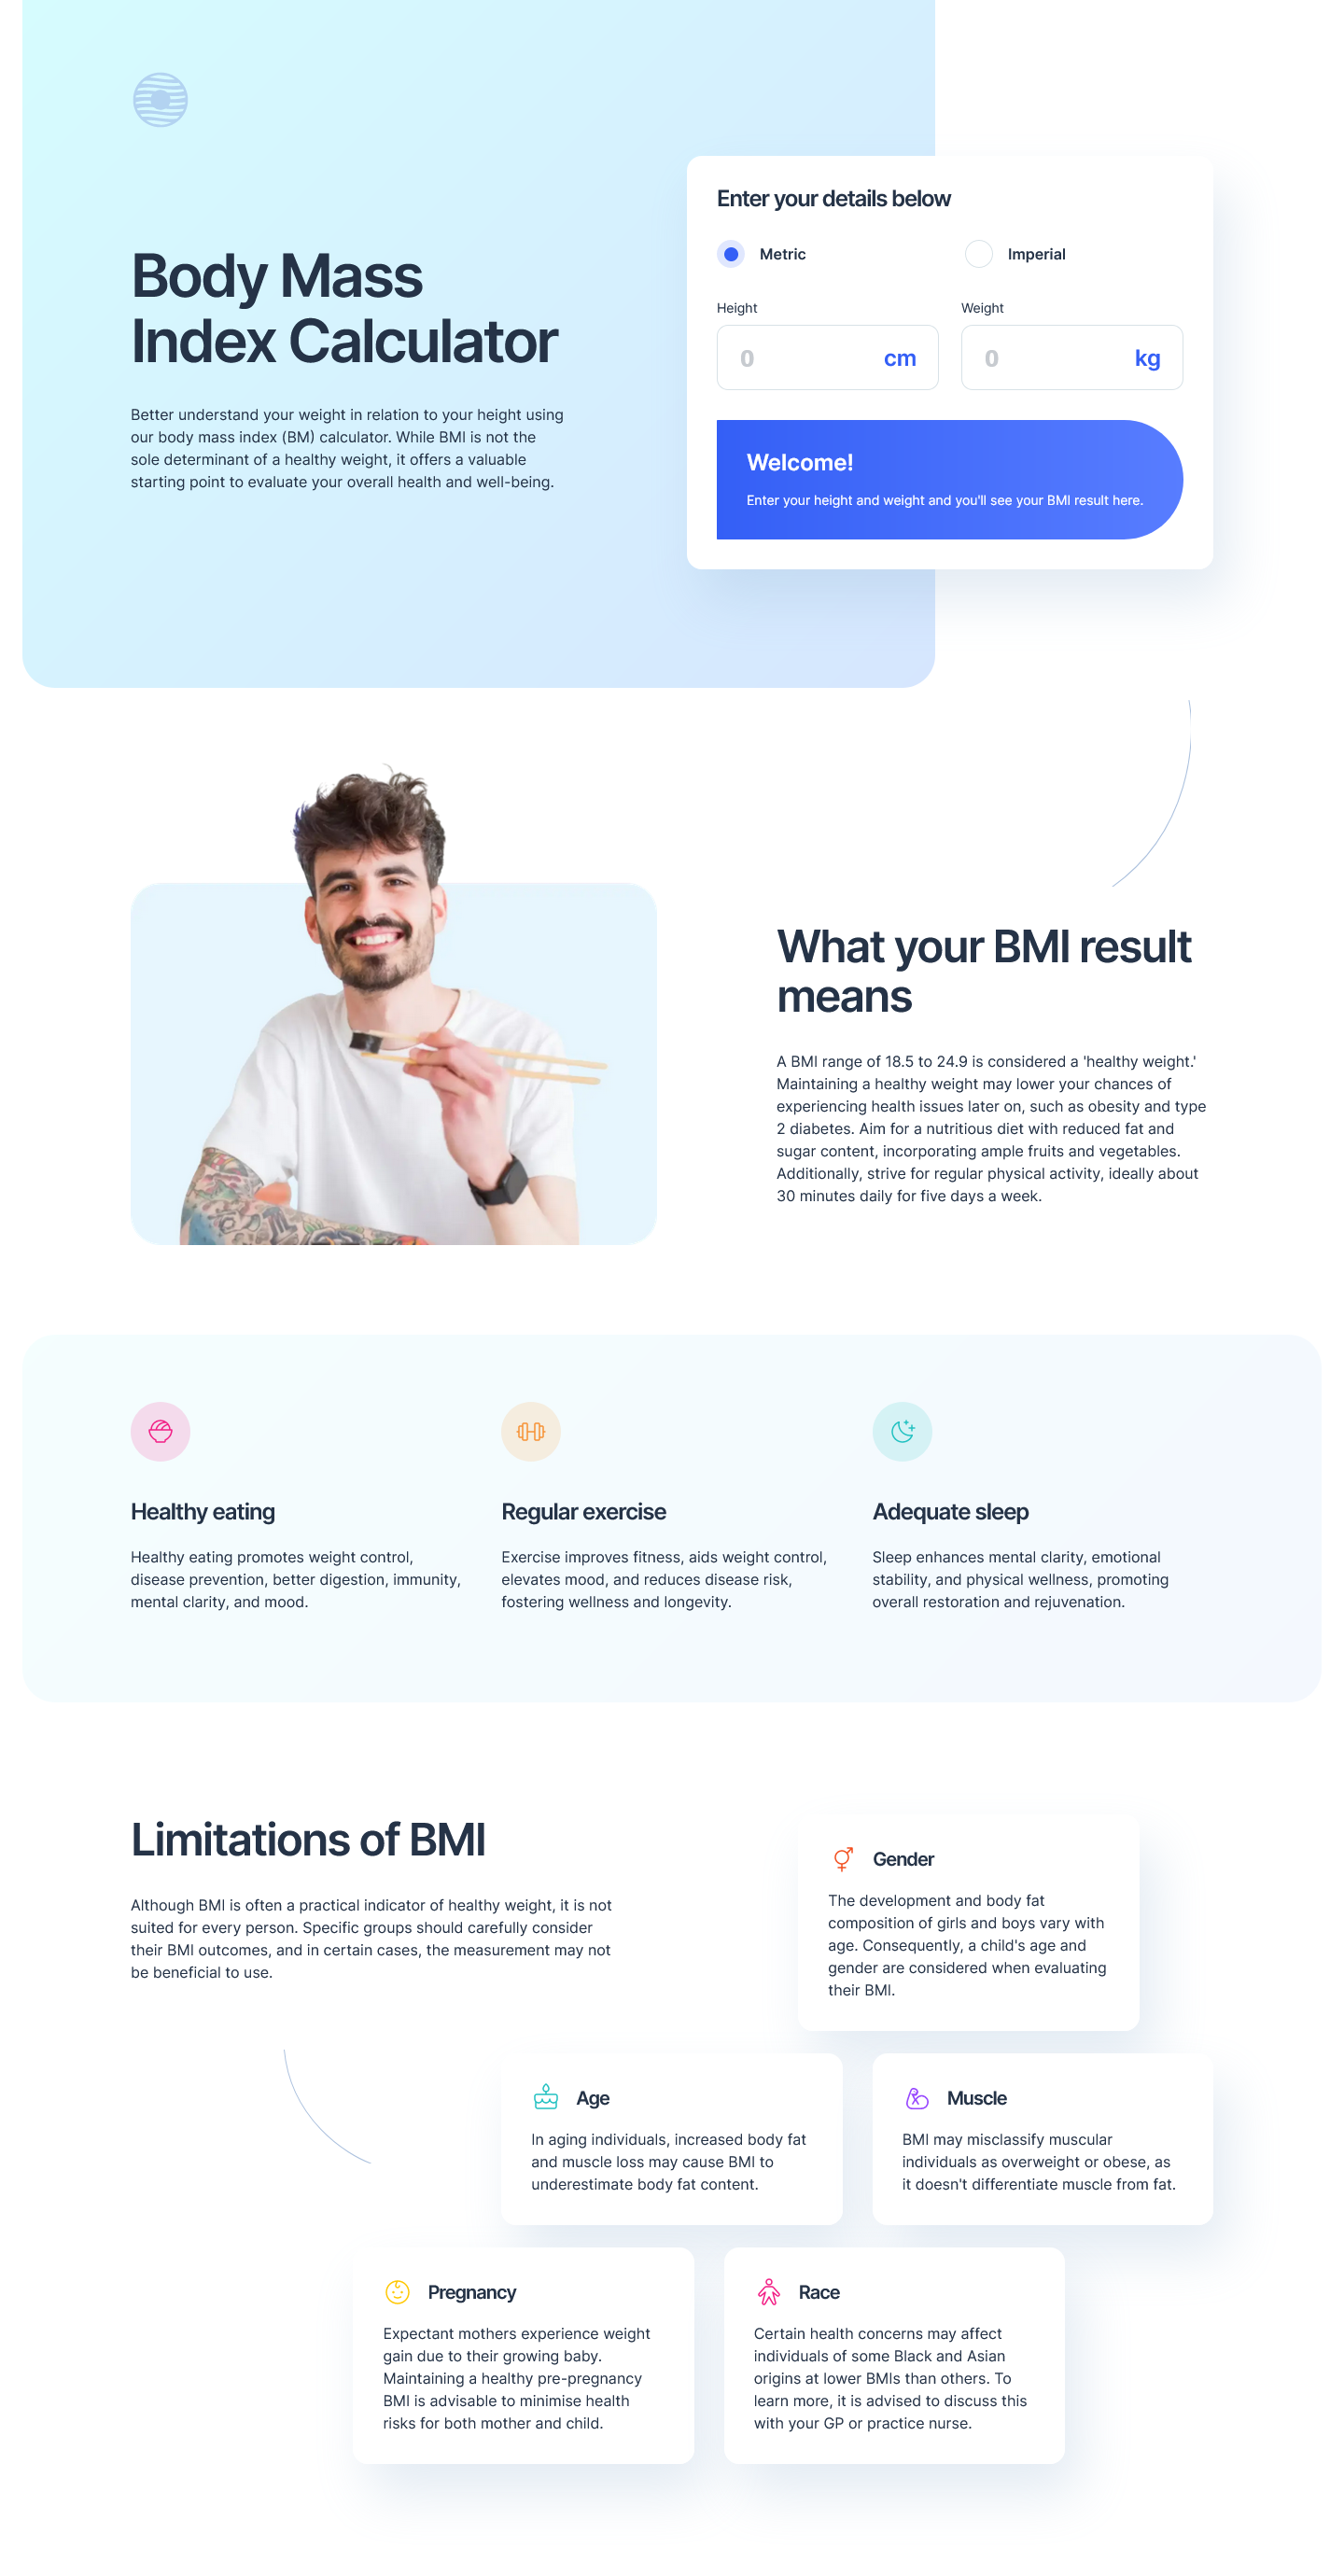 Body Mass
Index Calculator
Better understand your weight in relation to your height using
our body mass index (BM) calculator. While BMI is not the
sole determinant of a healthy weight, it offers a valuable
starting point to evaluate your overall health and well-being.
Enter your details below
Metric
Imperial
Height
Weight
0 cm
0 kg
Welcome!
Enter your height and weight and you'll see your BMI result here.
What your BMI result
means
A BMI range of 18.5 to 24.9 is considered a 'healthy weight.'
Maintaining a healthy weight may lower your chances of
experiencing health issues later on, such as obesity and type
2 diabetes. Aim for a nutritious diet with reduced fat and
sugar content, incorporating ample fruits and vegetables.
Additionally, strive for regular physical activity, ideally about
30 minutes daily for five days a week.
Healthy eating
Healthy eating promotes weight control,
disease prevention, better digestion, immunity,
mental clarity, and mood.
Regular exercise
Exercise improves fitness, aids weight control,
elevates mood, and reduces disease risk,
fostering wellness and longevity.
Adequate sleep
Sleep enhances mental clarity, emotional
stability, and physical wellness, promoting
overall restoration and rejuvenation.
Limitations of BMI
Although BMI is often a practical indicator of healthy weight, it is not
suited for every person. Specific groups should carefully consider
their BMI outcomes, and in certain cases, the measurement may not
be beneficial to use.
Gender
The development and body fat
composition of girls and boys vary with
age. Consequently, a child's age and
gender are considered when evaluating
their BMI.
Age
In aging individuals, increased body fat
and muscle loss may cause BMI to
underestimate body fat content.
Muscle
BMI may misclassify muscular
individuals as overweight or obese, as
it doesn't differentiate muscle from fat.
Pregnancy
Expectant mothers experience weight
gain due to their growing baby.
Maintaining a healthy pre-pregnancy
BMI is advisable to minimise health
risks for both mother and child.
Race
Certain health concerns may affect
individuals of some Black and Asian
origins at lower BMIs than others. To
learn more, it is advised to discuss this
with your GP or practice nurse.